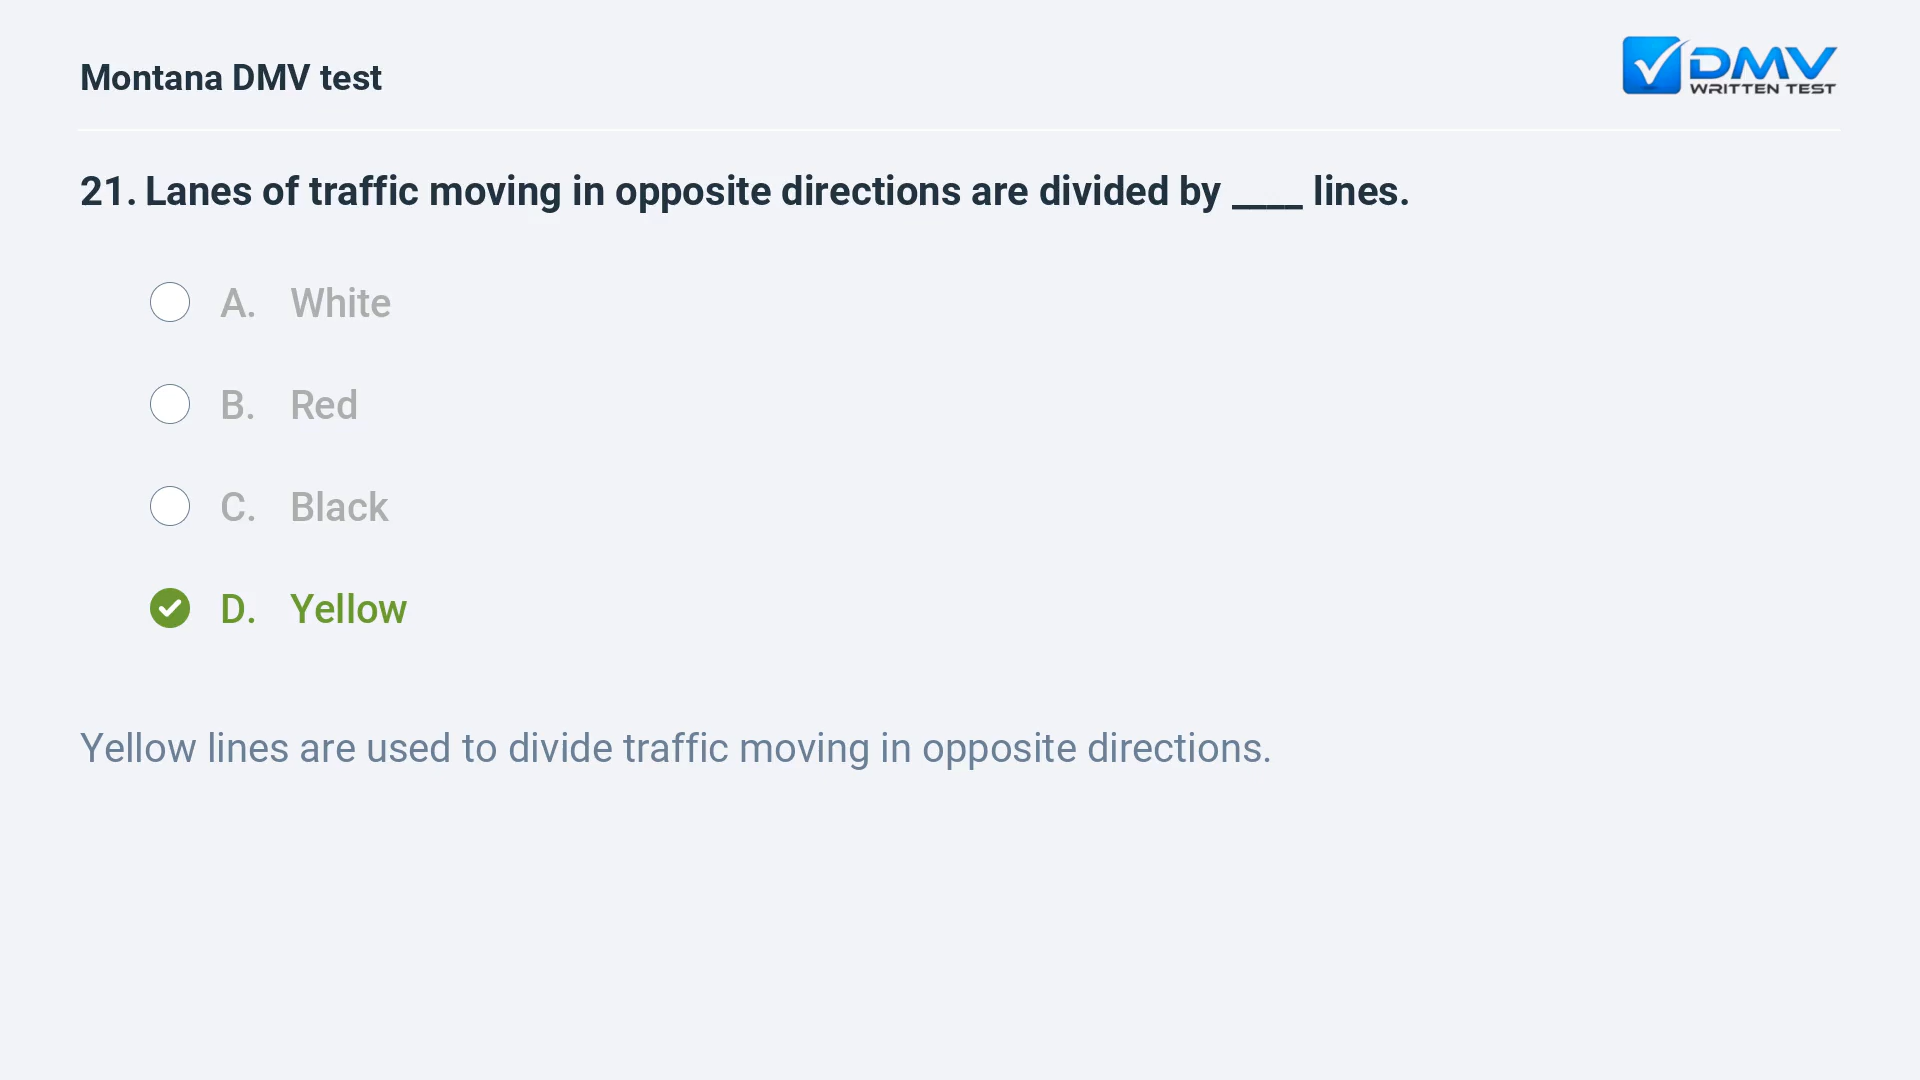 Montana DMV test
DMV
WRITTEN TEST
21. Lanes of traffic moving in opposite directions are divided by ____ lines.
A. White
B. Red
C. Black
D. Yellow
Yellow lines are used to divide traffic moving in opposite directions.